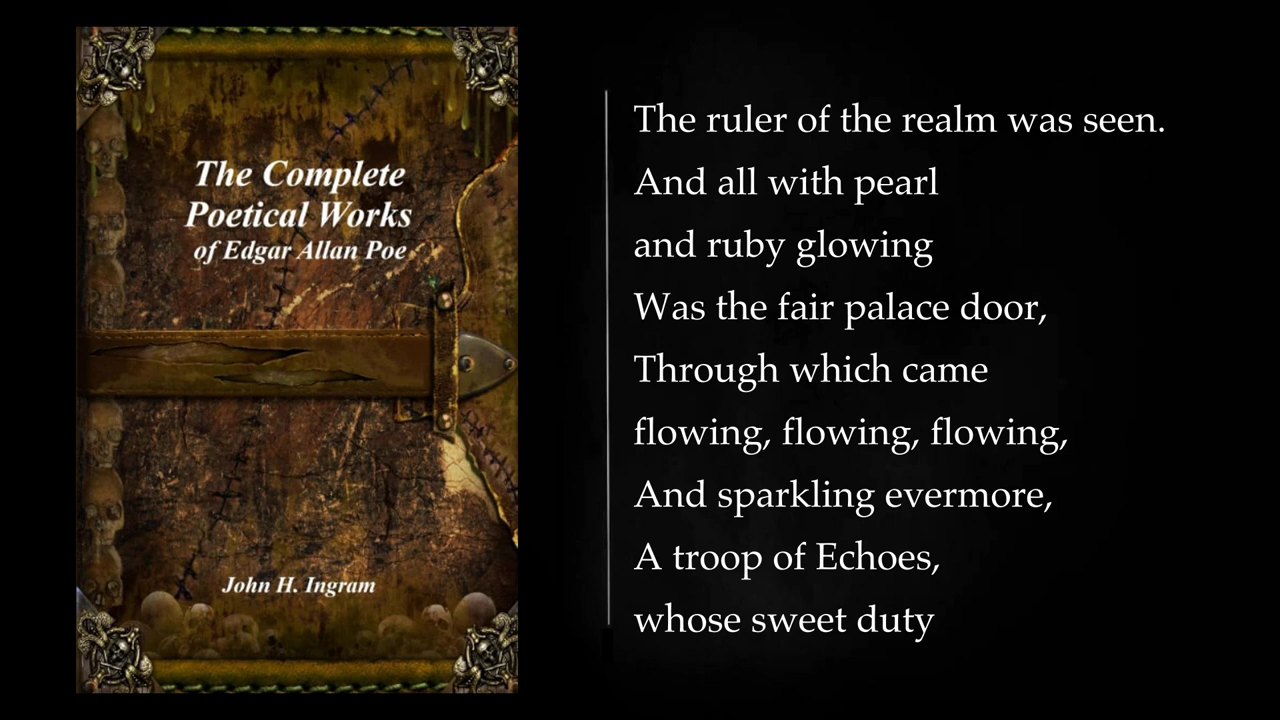 The Complete
Poetical Works
of Edgar Allan Poe
John H. Ingram
The ruler of the realm was seen.
And all with pearl
and ruby glowing
Was the fair palace door,
Through which came
flowing, flowing, flowing,
And sparkling evermore,
A troop of Echoes,
whose sweet duty